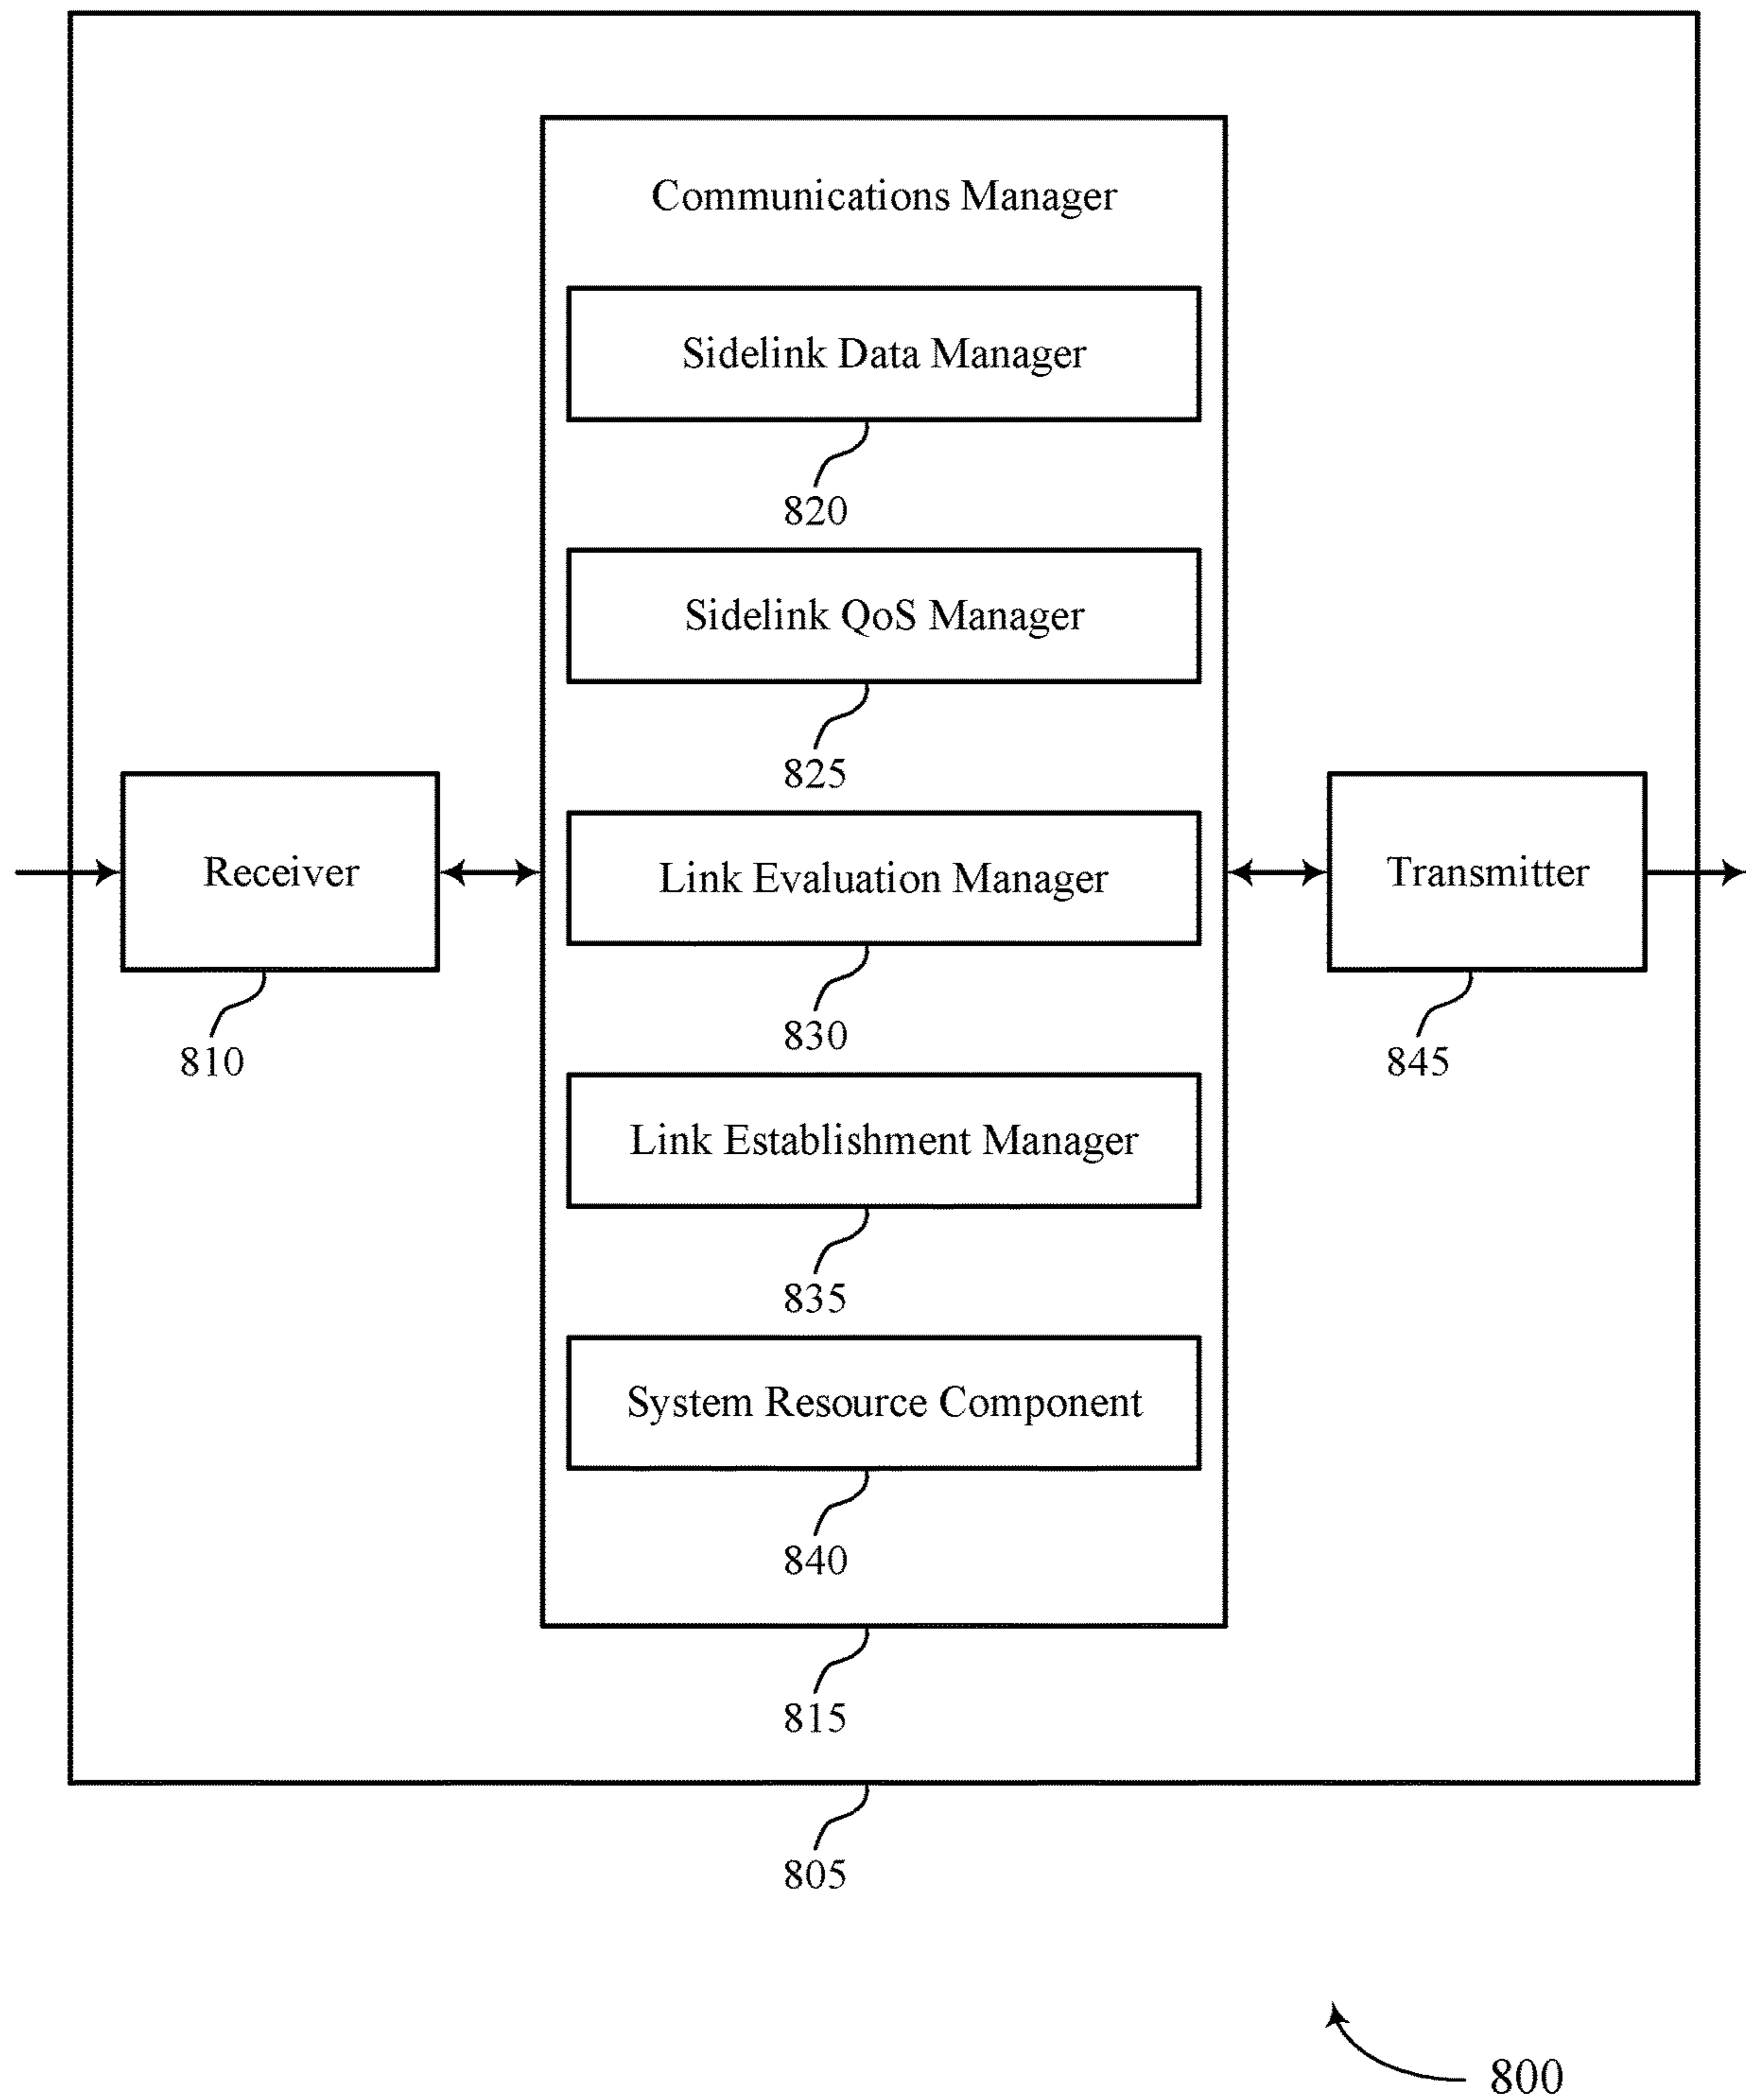 Communications Manager
Sidelink Data Manager
820
Sidelink QoS Manager
825
Receiver
810
Link Evaluation Manager
830
Transmitter
845
Link Establishment Manager
835
System Resource Component
840
815
805
800